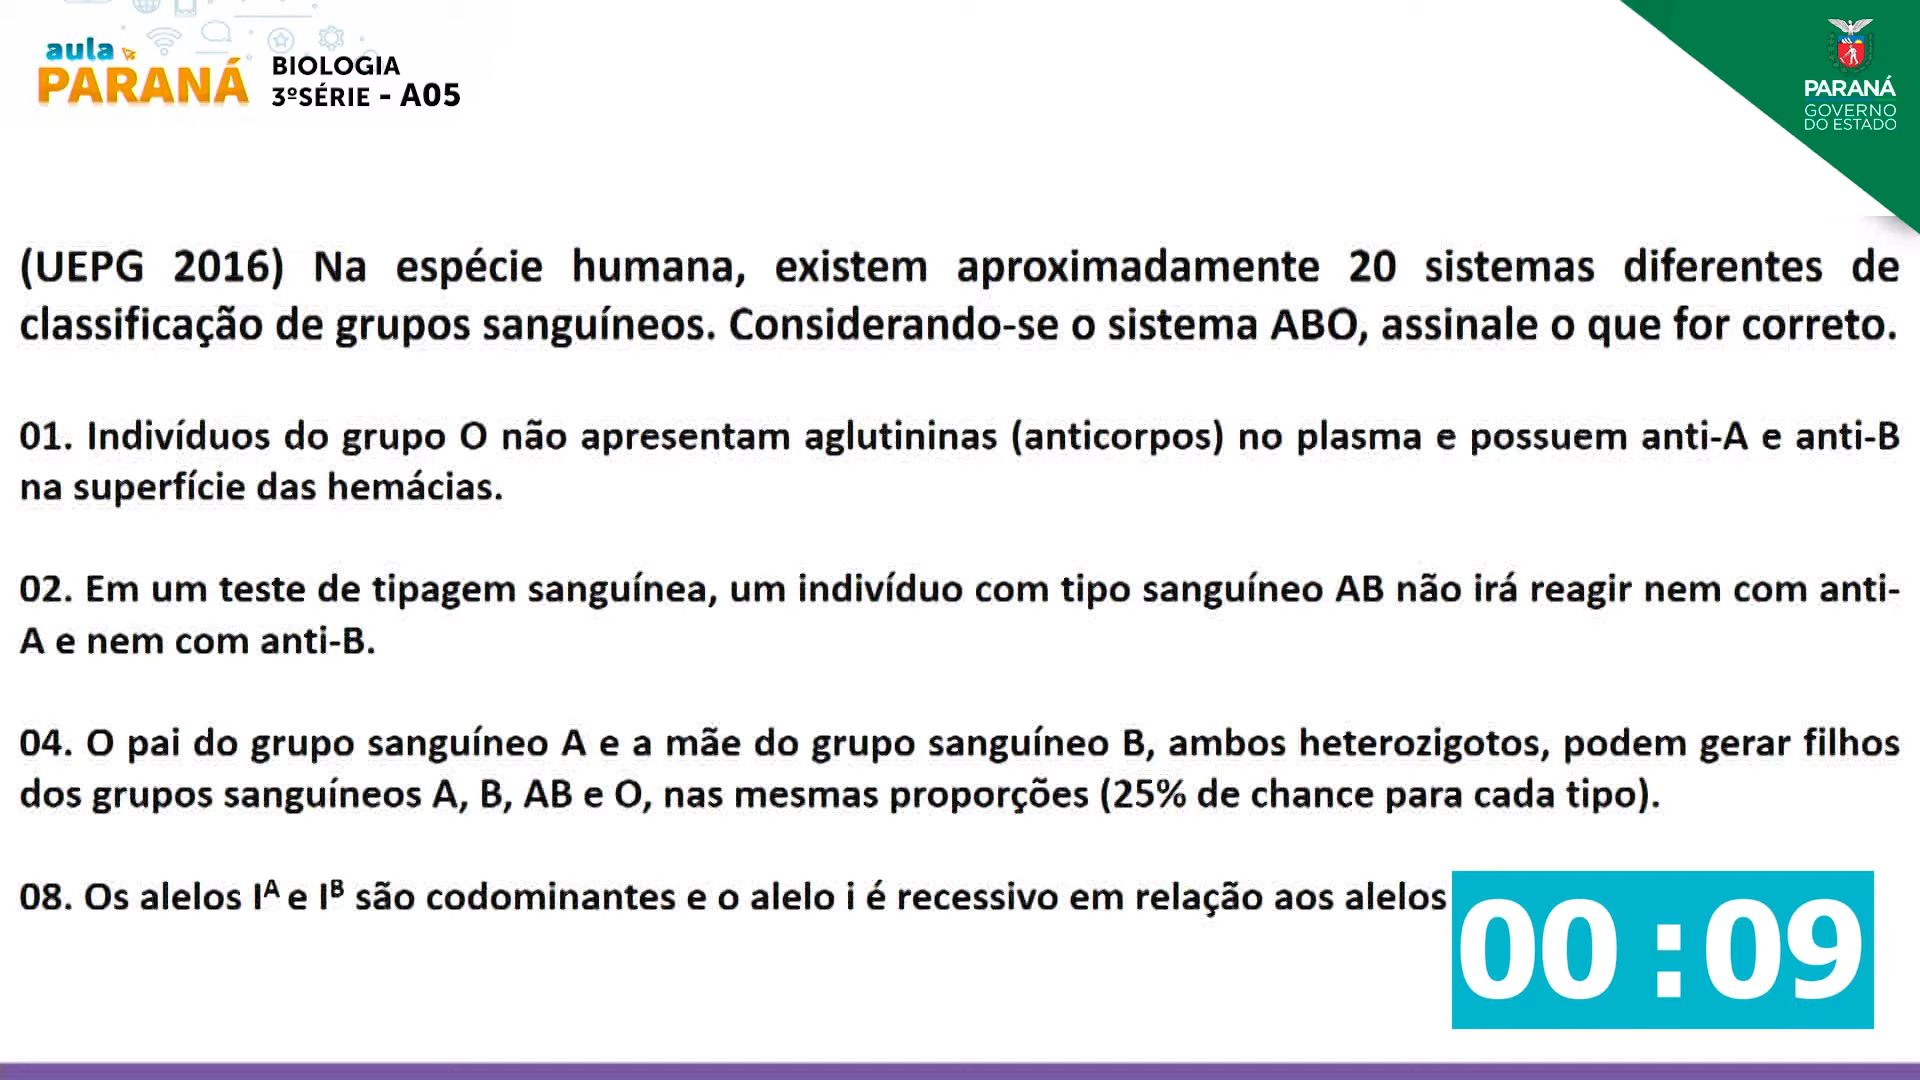 aula
PARANÁ
BIOLOGIA
3ºSÉRIE - A05
PARANÁ
GOVERNO
DO ESTADO
(UEPG 2016) Na espécie humana, existem aproximadamente 20 sistemas diferentes de
classificação de grupos sanguíneos. Considerando-se o sistema ABO, assinale o que for correto.
01. Indivíduos do grupo O não apresentam aglutininas (anticorpos) no plasma e possuem anti-A e anti-B
na superfície das hemácias.
02. Em um teste de tipagem sanguínea, um indivíduo com tipo sanguíneo AB não irá reagir nem com anti-
A e nem com anti-B.
04. O pai do grupo sanguíneo A e a mãe do grupo sanguíneo B, ambos heterozigotos, podem gerar filhos
dos grupos sanguíneos A, B, AB e O, nas mesmas proporções (25% de chance para cada tipo).
08. Os alelos Iᴬ e Iᴮ são codominantes e o alelo i é recessivo em relação aos alelos
00:09